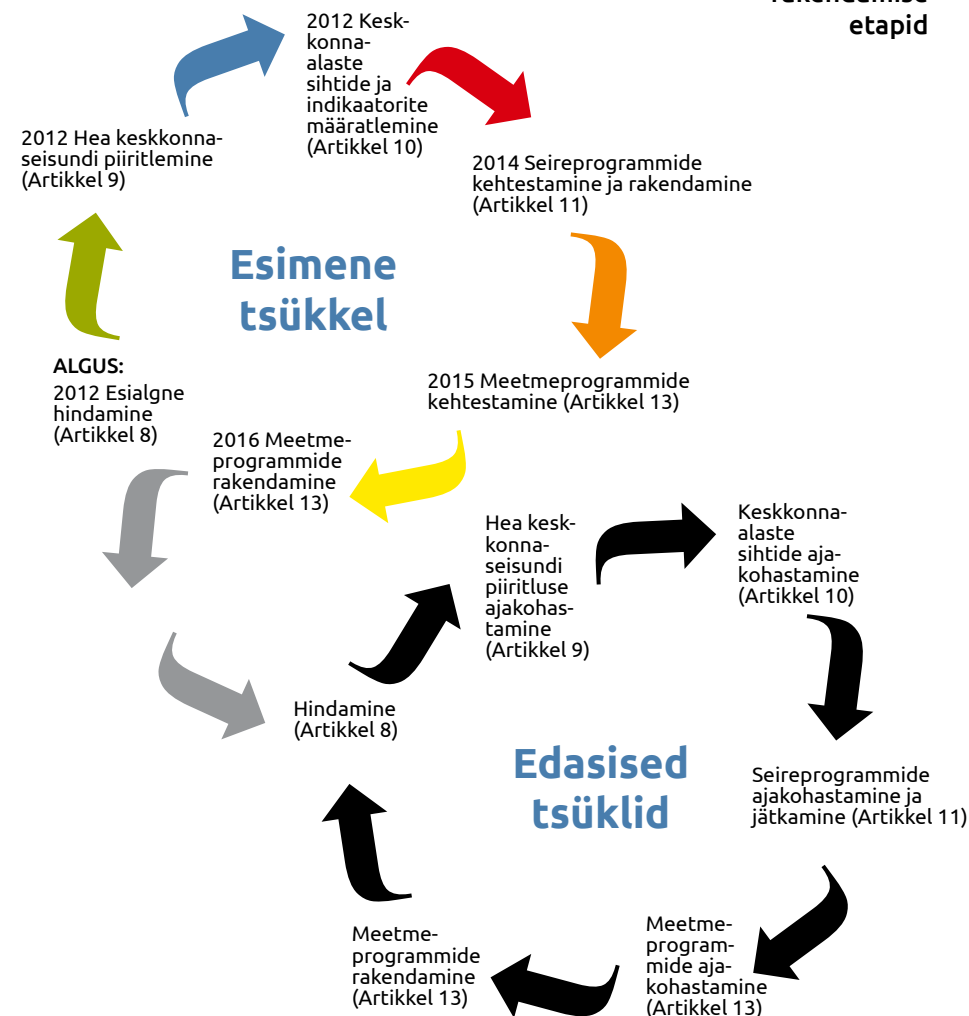 etapid
2012 Kesk-
konna-
alaste
sihtide ja
indikaatorite
määratlemine
(Artikkel 10)
2012 Hea keskkonna-
seisundi piiritlemine
(Artikkel 9)
2014 Seireprogrammide
kehtestamine ja rakendamine
(Artikkel 11)
Esimene
tsükkel
ALGUS:
2012 Esialgne
hindamine
(Artikkel 8)
2015 Meetmeprogrammide
kehtestamine (Artikkel 13)
2016 Meetme-
programmide
rakendamine
(Artikkel 13)
Hea kesk-
konna-
seisundi
piiritluse
ajakohas-
tamine
(Artikkel 9)
Keskkonna-
alaste
sihtide aja-
kohastamine
(Artikkel 10)
Hindamine
(Artikkel 8)
Edasised
tsüklid
Seireprogrammide
ajakohastamine ja
jätkamine (Artikkel 11)
Meetme-
program-
mide aja-
kohastamine
(Artikkel 13)
Meetme-
programmide
rakendamine
(Artikkel 13)